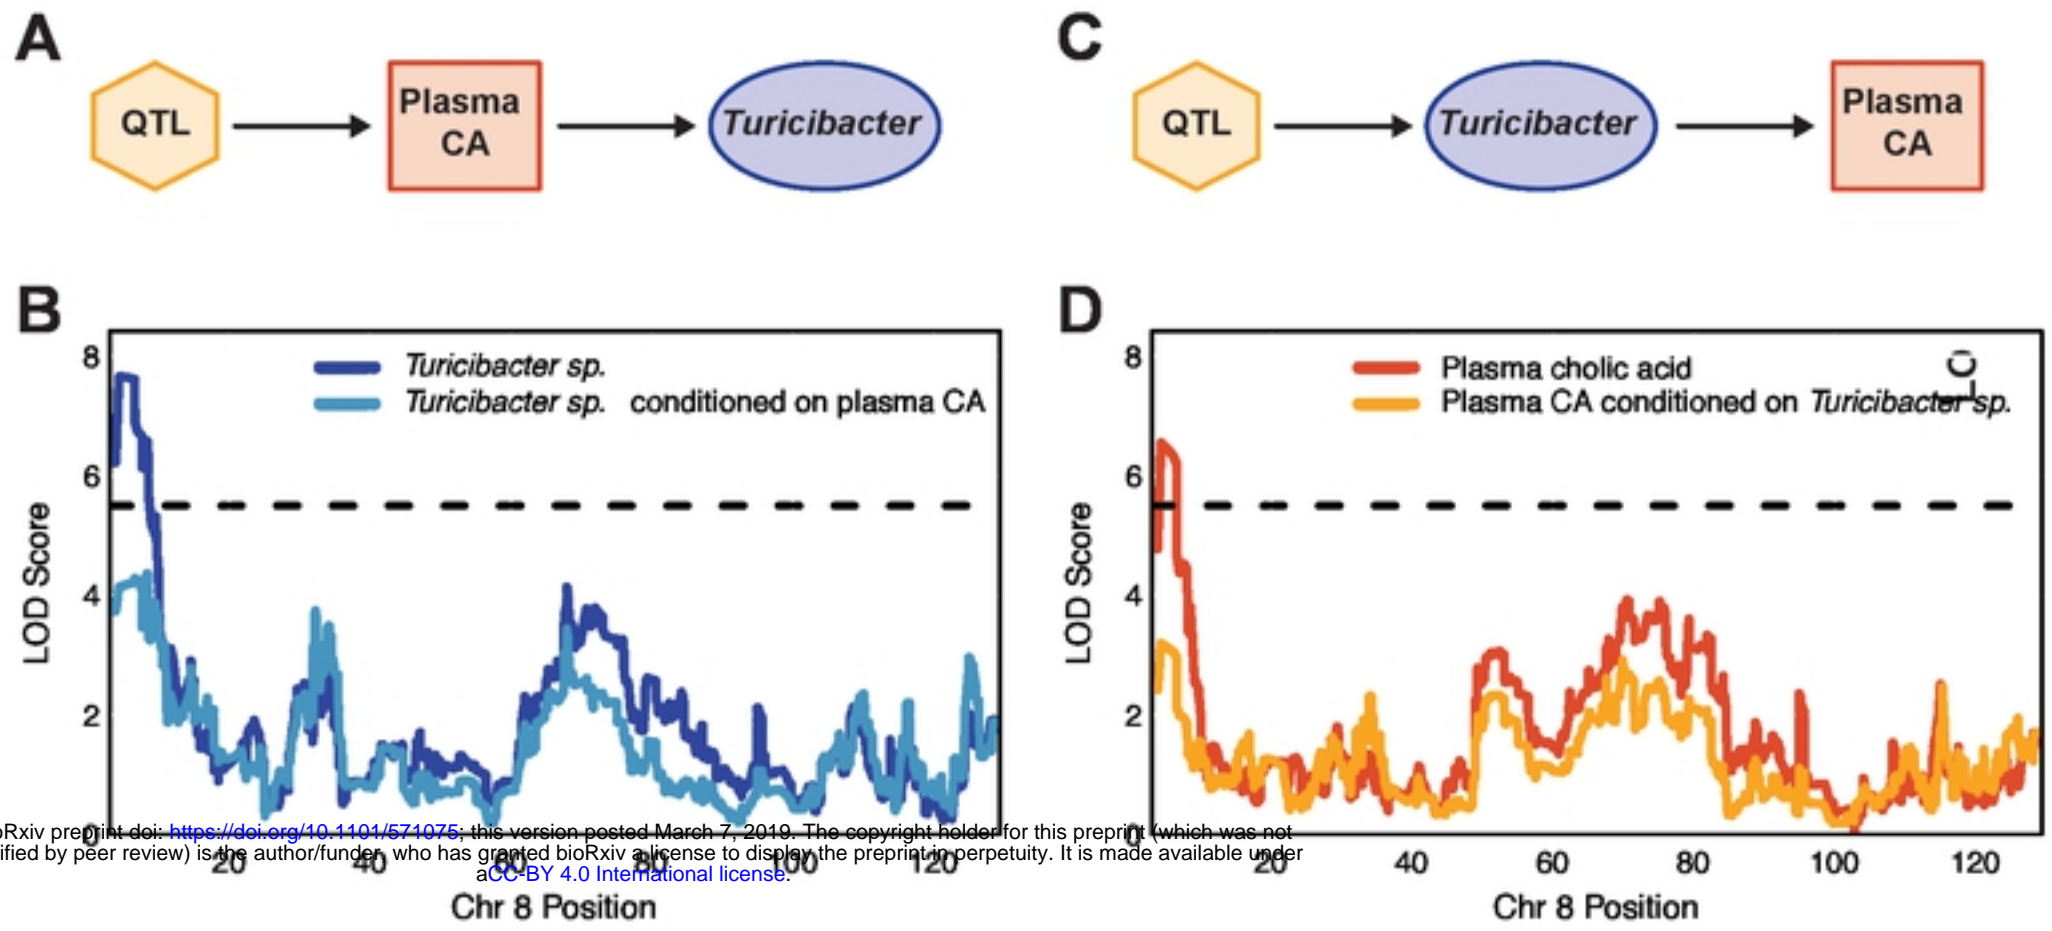 A
QTL
Plasma
CA
Turicibacter
C
QTL
Turicibacter
Plasma
CA
B
8
6
4
2
0
LOD Score
Turicibacter sp.
Turicibacter sp. conditioned on plasma CA
20 40 60 80 100 120
Chr 8 Position
D
8
6
4
2
0
LOD Score
Plasma cholic acid
Plasma CA conditioned on Turicibacter sp.
20 40 60 80 100 120
Chr 8 Position
preprint doi: https://doi.org/10.1101/571075; this version posted March 7, 2019. The copyright holder for this preprint (which was not
by peer review) is the author/funder, who has granted bioRxiv a license to display the preprint in perpetuity. It is made available under
aCC-BY 4.0 International license.